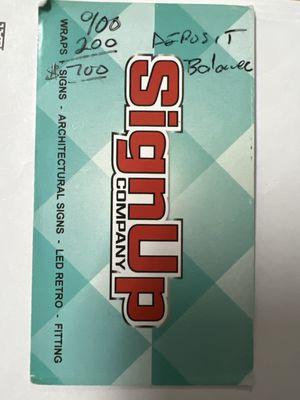 900
200 DEPOSIT
$700 Balance
SignUp
COMPANY
WRAPS - SIGNS - ARCHITECTURAL SIGNS - LED RETRO - FITTING